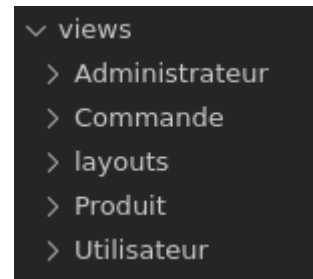 views
Administrateur
Commande
layouts
Produit
Utilisateur